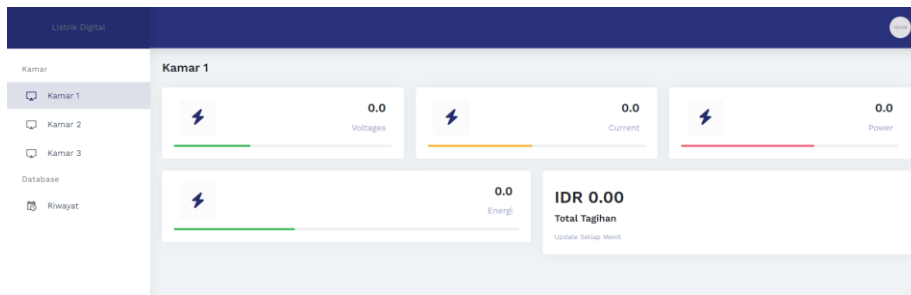 Listrik Digital
Kamar
Kamar 1
Kamar 2
Kamar 3
Database
Riwayat
Kamar 1
0.0
Voltages
0.0
Current
0.0
Power
0.0
Energi
IDR 0.00
Total Tagihan
Update Setiap Menit